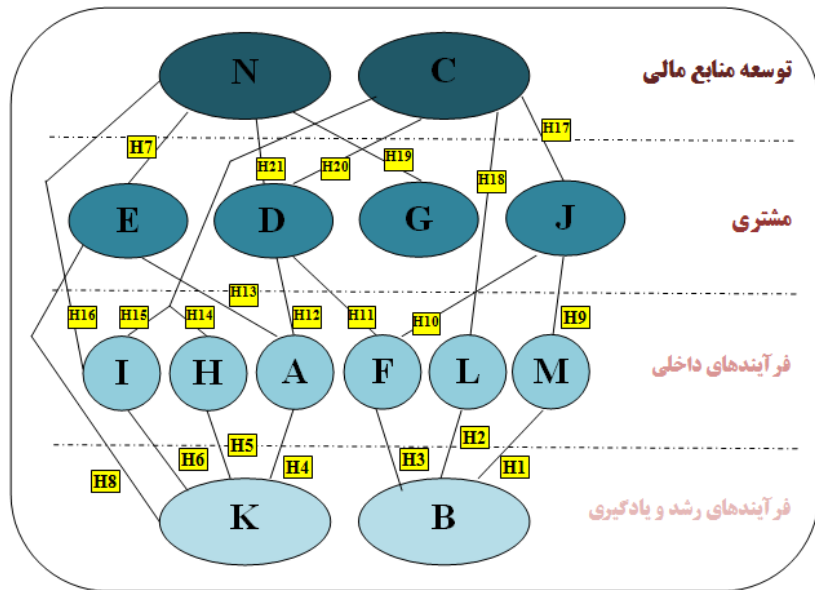 N
C
توسعه منابع مالی
H7
H21
H20
H19
H18
H17
E
D
G
J
مشتری
H16
H15
H14
H13
H12
H11
H10
H9
I
H
A
F
L
M
فرآیندهای داخلی
H8
H6
H5
H4
H3
H2
H1
K
B
فرآیندهای رشد و یادگیری